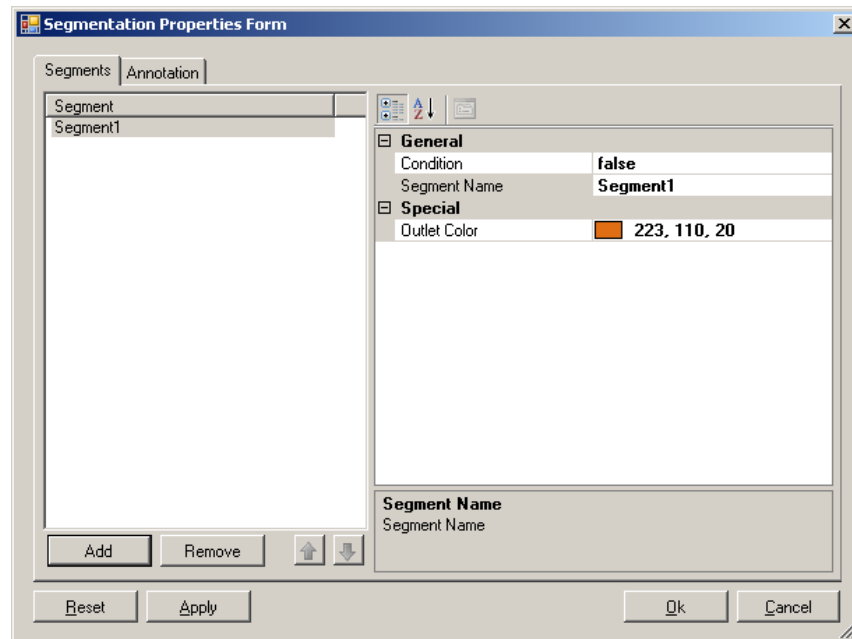 Segmentation Properties Form
Segments
Annotation
Segment
Segment1
General
Condition false
Segment Name Segment1
Special
Outlet Color 223, 110, 20
Segment Name
Segment Name
Add
Remove
Reset
Apply
Ok
Cancel